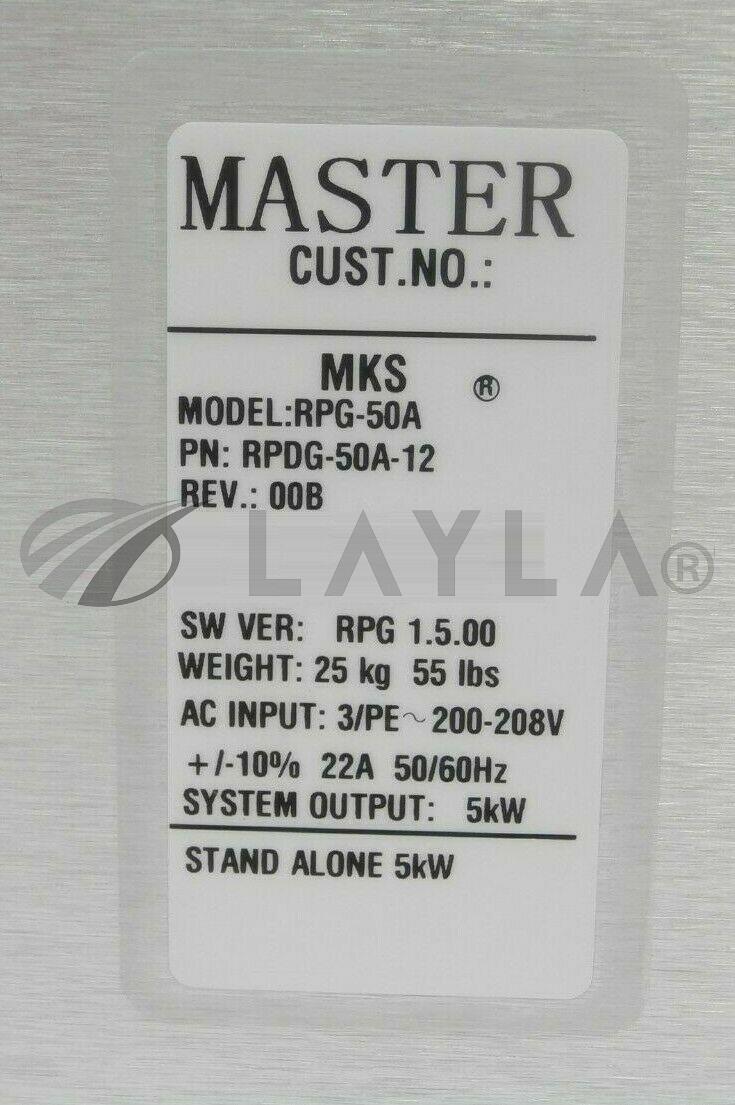 MASTER
CUST.NO.:
MKS ®
MODEL:RPG-50A
PN: RPDG-50A-12
REV.: 00B
LAYLA®
SW VER: RPG 1.5.00
WEIGHT: 25 kg 55 lbs
AC INPUT: 3/PE~ 200-208V
+/-10% 22A 50/60Hz
SYSTEM OUTPUT: 5kW
STAND ALONE 5kW